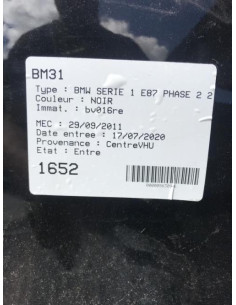 BM31
Type : BMW SERIE 1 E87 PHASE 2 2
Couleur : NOIR
Immat. : bv016re
MEC : 29/09/2011
Date entree : 17/07/2020
Provenance : CentreVHU
Etat : Entre
1652